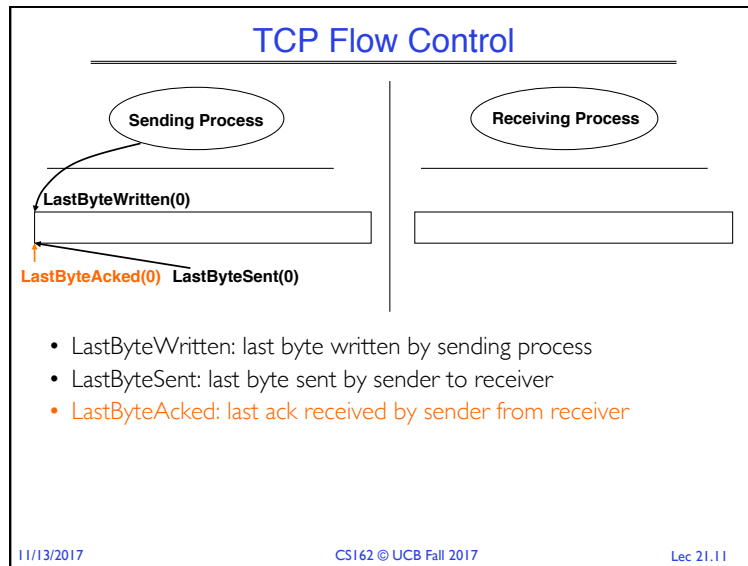 TCP Flow Control
Sending Process
Receiving Process
LastByteWritten(0)
LastByteAcked(0) LastByteSent(0)
• LastByteWritten: last byte written by sending process
• LastByteSent: last byte sent by sender to receiver
• LastByteAcked: last ack received by sender from receiver
11/13/2017 CS162 © UCB Fall 2017 Lec 21.11